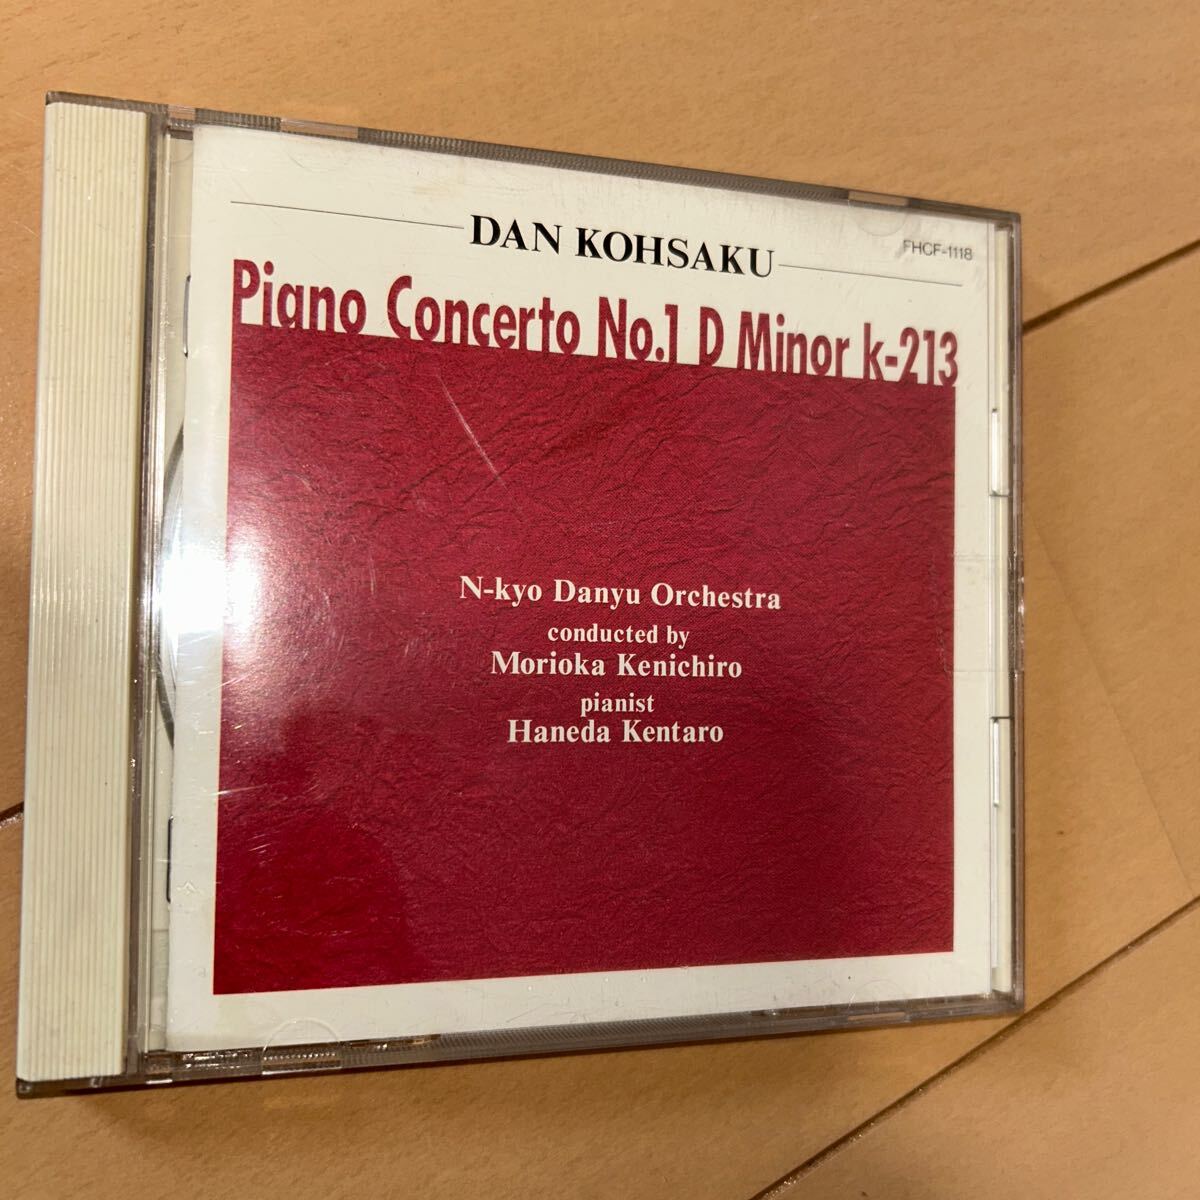 FHCF-1118
DAN KOHSAKU
Piano Concerto No.1 D Minor k-213
N-kyo Danyu Orchestra
conducted by
Morioka Kenichiro
pianist
Haneda Kentaro